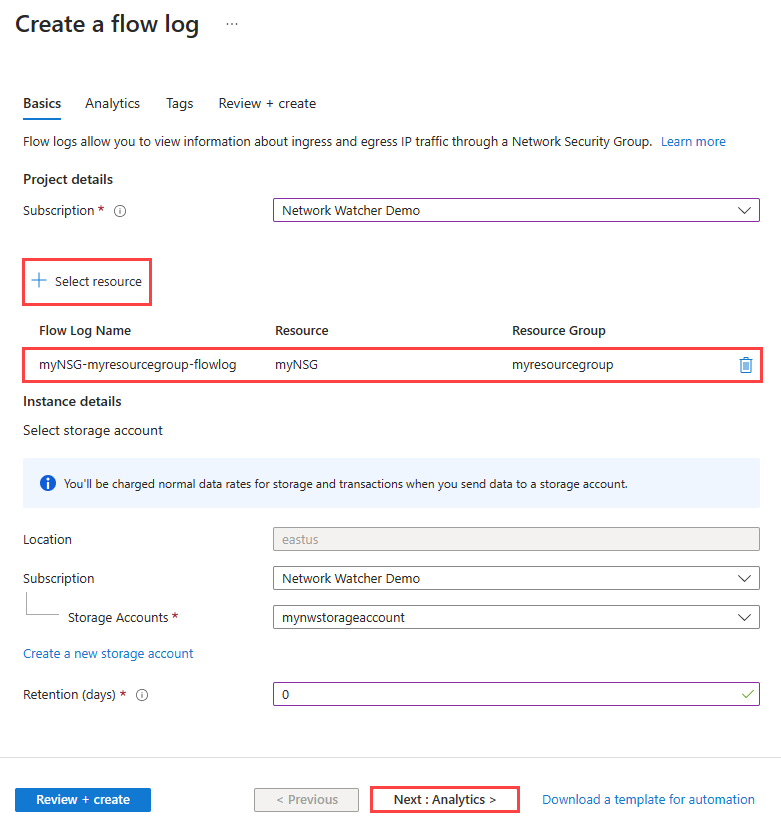 Create a flow log ...
Basics Analytics Tags Review + create
Flow logs allow you to view information about ingress and egress IP traffic through a Network Security Group. Learn more
Project details
Subscription * Network Watcher Demo
Select resource
Flow Log Name Resource Resource Group
myNSG-myresourcegroup-flowlog myNSG myresourcegroup
Instance details
Select storage account
You'll be charged normal data rates for storage and transactions when you send data to a storage account.
Location eastus
Subscription Network Watcher Demo
Storage Accounts * mynwstorageaccount
Create a new storage account
Retention (days) * 0
Review + create < Previous Next : Analytics > Download a template for automation